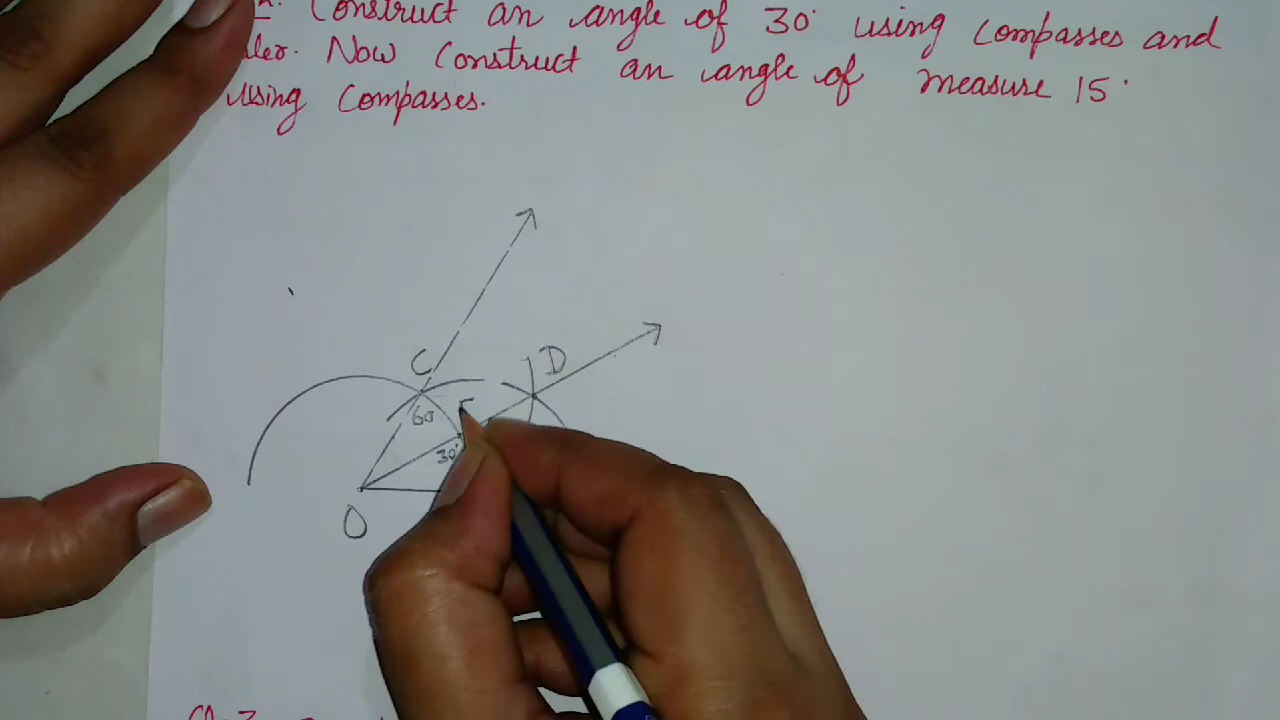 Construct an angle of 30° using Compasses and
Now Construct an angle of measure 15°
using Compasses.
C
D
60
30°
O